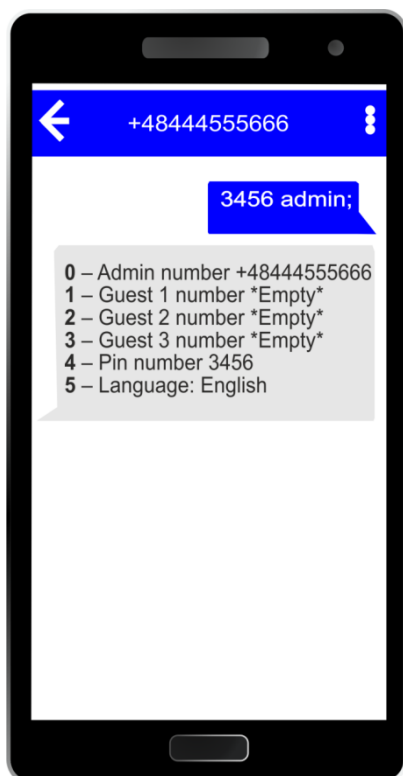 +48444555666
3456 admin;
0 – Admin number +48444555666
1 – Guest 1 number *Empty*
2 – Guest 2 number *Empty*
3 – Guest 3 number *Empty*
4 – Pin number 3456
5 – Language: English